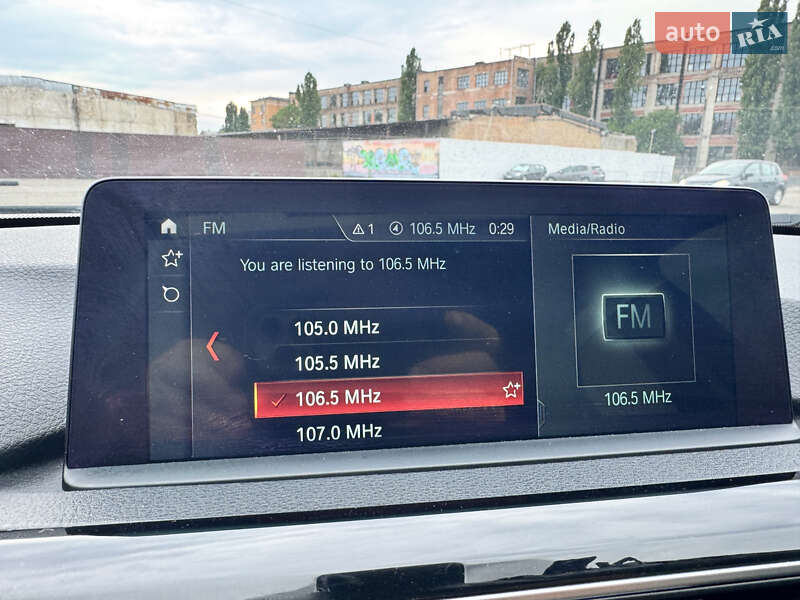 auto RIA .com
FM
1 106.5 MHz 0:29
Media/Radio
You are listening to 106.5 MHz
105.0 MHz
105.5 MHz
106.5 MHz
107.0 MHz
FM
106.5 MHz